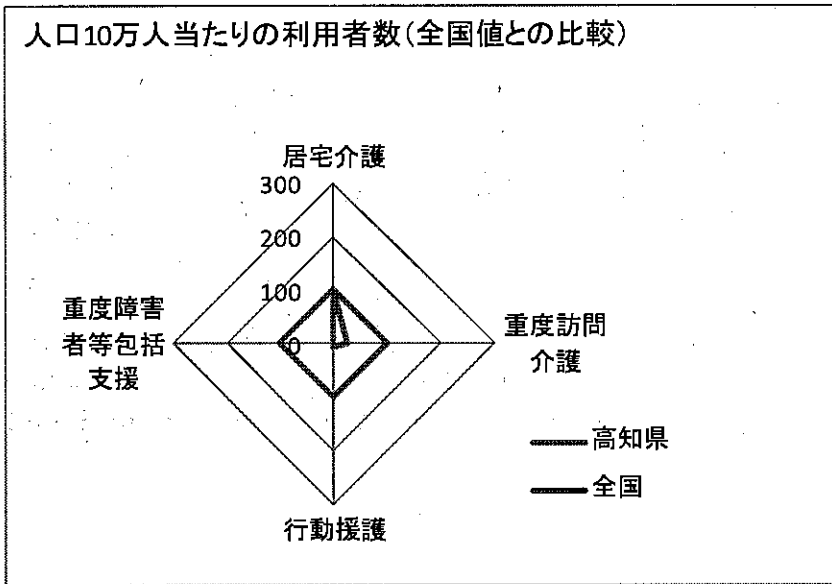 人口10万人当たりの利用者数(全国値との比較)
居宅介護
300
200
100
0
重度障害
者等包括
支援
重度訪問
介護
高知県
全国
行動援護